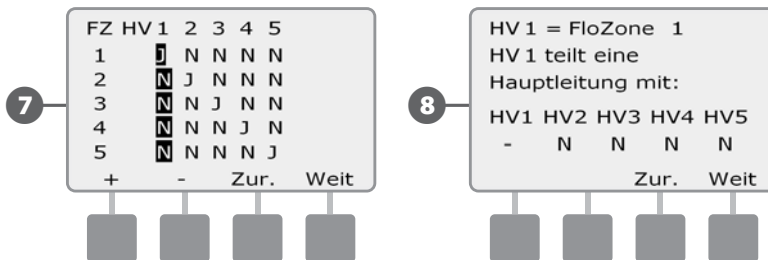 7
FZ HV 1 2 3 4 5
1 J N N N N
2 N J N N N
3 N N J N N
4 N N N J N
5 N N N N J
+ - Zur. Weit
8
HV 1 = FloZone 1
HV 1 teilt eine
Hauptleitung mit:
HV1 HV2 HV3 HV4 HV5
- N N N N
Zur. Weit